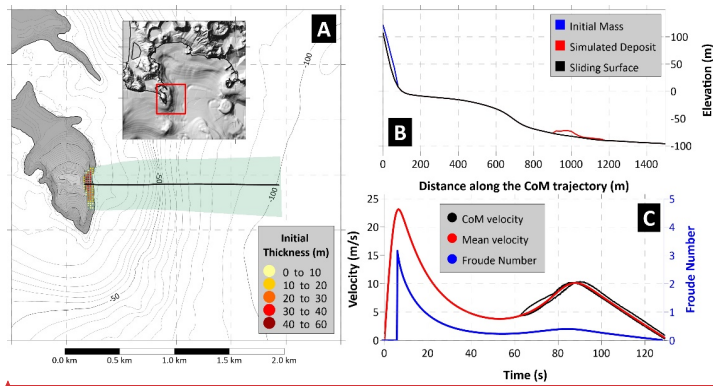 A
-100
-50
-100
-50
Initial
Thickness (m)
0 to 10
10 to 20
20 to 30
30 to 40
40 to 60
0.0 km
0.5 km
1.0 km
1.5 km
2.0 km
Initial Mass
Simulated Deposit
Sliding Surface
B
100
50
0
-50
-100
Elevation (m)
0
200
400
600
800
1000
1200
1400
Distance along the CoM trajectory (m)
CoM velocity
Mean velocity
Froude Number
C
25
20
15
10
5
0
Velocity (m/s)
5
4
3
2
1
0
Froude Number
0
20
40
60
80
100
120
Time (s)